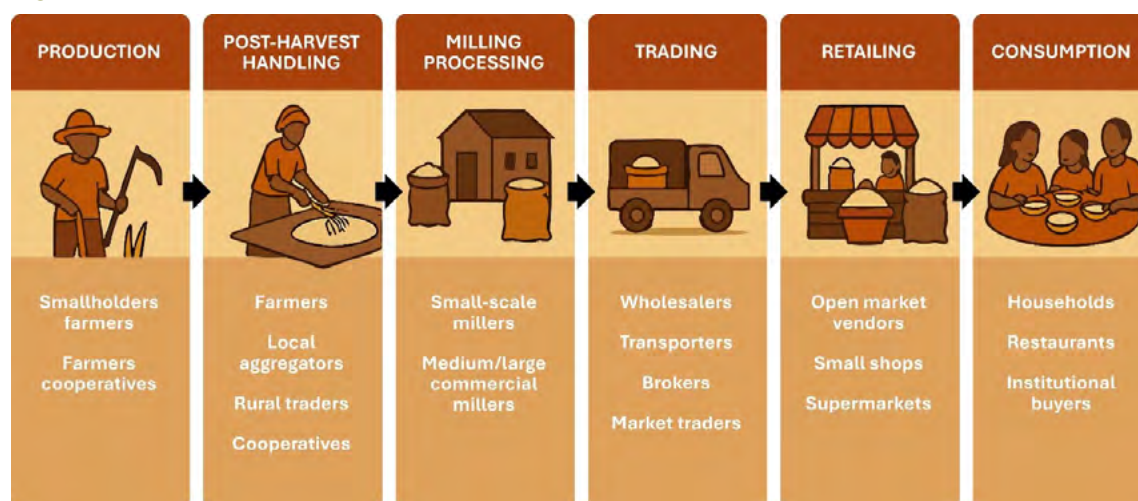 PRODUCTION
Smallholders
farmers
Farmers
cooperatives
POST-HARVEST
HANDLING
Farmers
Local
aggregators
Rural traders
Cooperatives
MILLING
PROCESSING
Small-scale
millers
Medium/large
commercial
millers
TRADING
Wholesalers
Transporters
Brokers
Market traders
RETAILING
Open market
vendors
Small shops
Supermarkets
CONSUMPTION
Households
Restaurants
Institutional
buyers